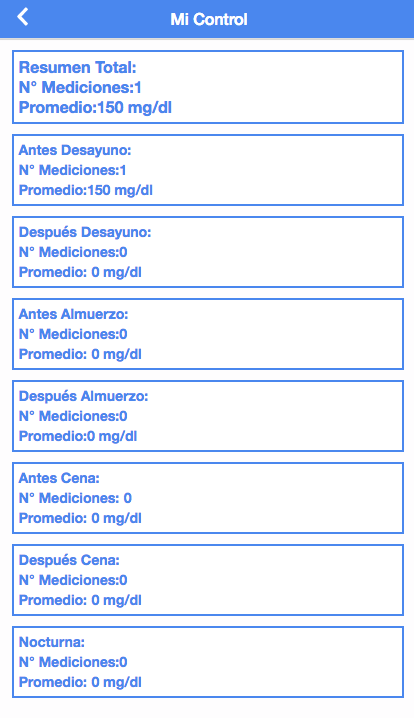 Mi Control
Resumen Total:
N° Mediciones:1
Promedio:150 mg/dl
Antes Desayuno:
N° Mediciones:1
Promedio:150 mg/dl
Después Desayuno:
N° Mediciones:0
Promedio: 0 mg/dl
Antes Almuerzo:
N° Mediciones:0
Promedio: 0 mg/dl
Después Almuerzo:
N° Mediciones:0
Promedio:0 mg/dl
Antes Cena:
N° Mediciones: 0
Promedio: 0 mg/dl
Después Cena:
N° Mediciones:0
Promedio: 0 mg/dl
Nocturna:
N° Mediciones:0
Promedio: 0 mg/dl